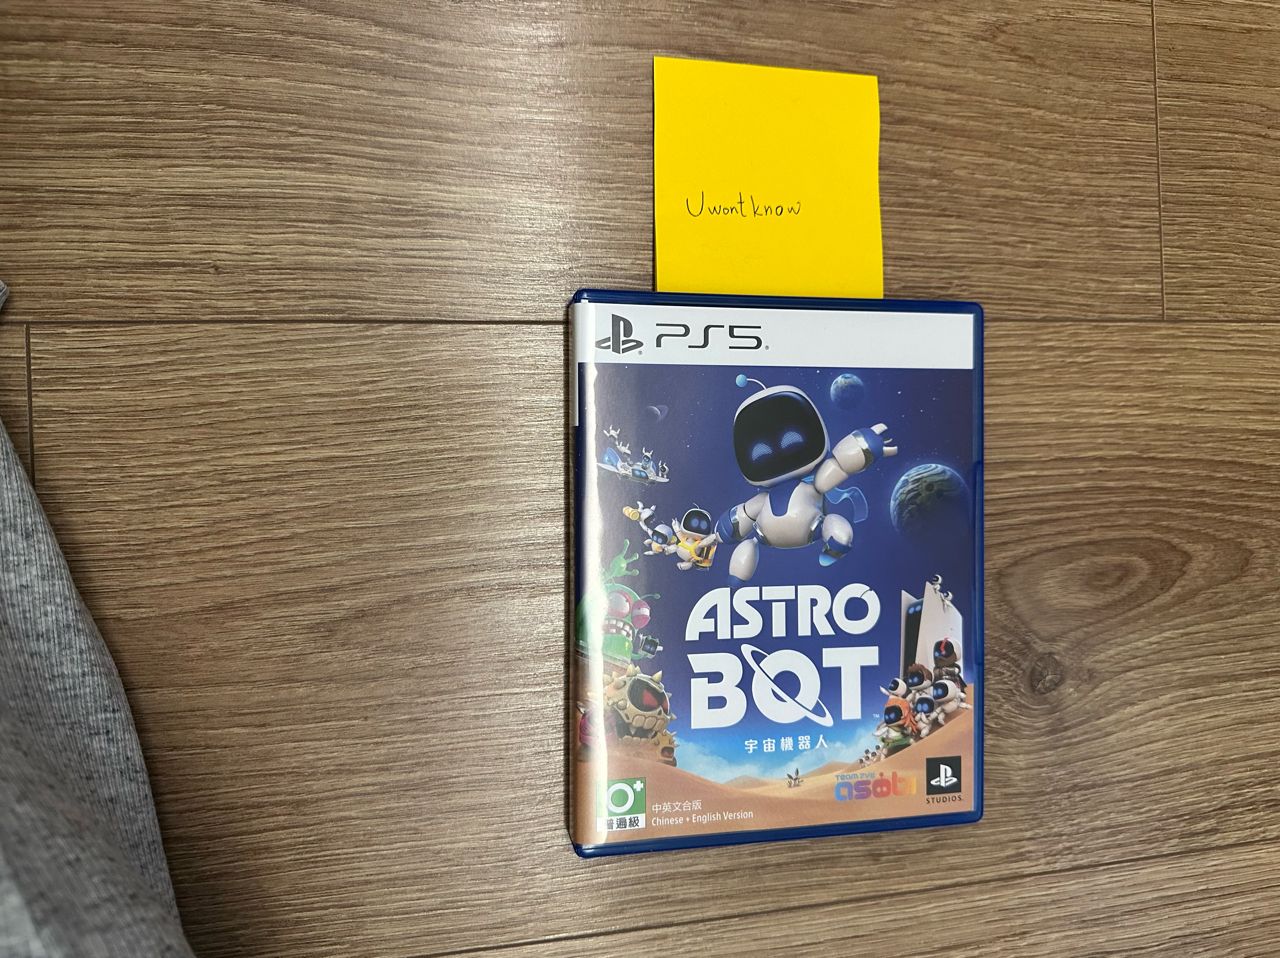 Uwontknow
PS5
ASTRO
BOT
宇宙機器人
TEAM ASOBI
中英文合版
Chinese + English Version
普遍級
STUDIOS